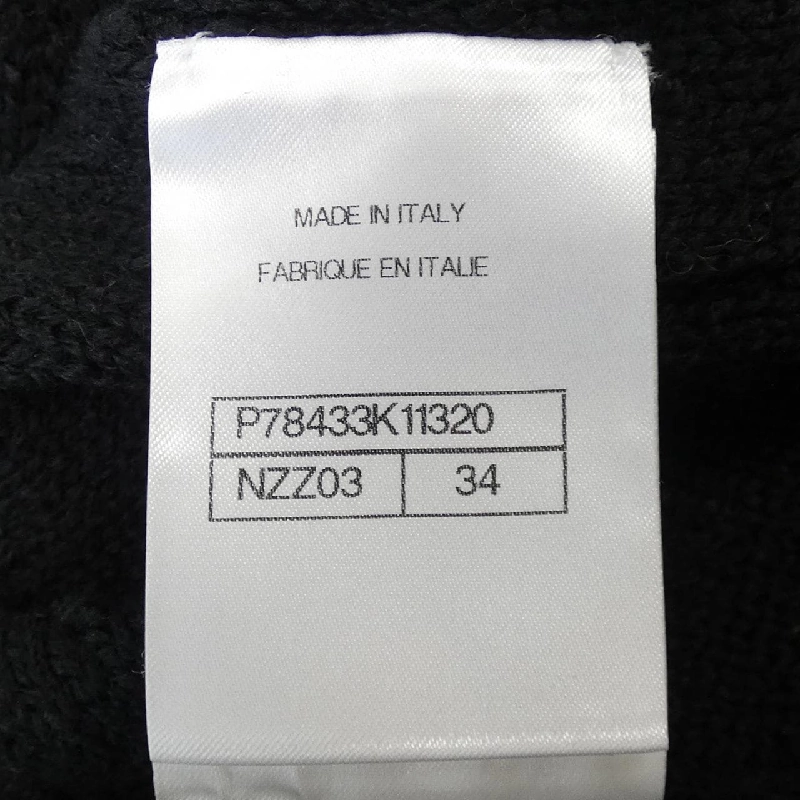 MADE IN ITALY
FABRIQUE EN ITALIE
P78433K11320
NZZ03 34